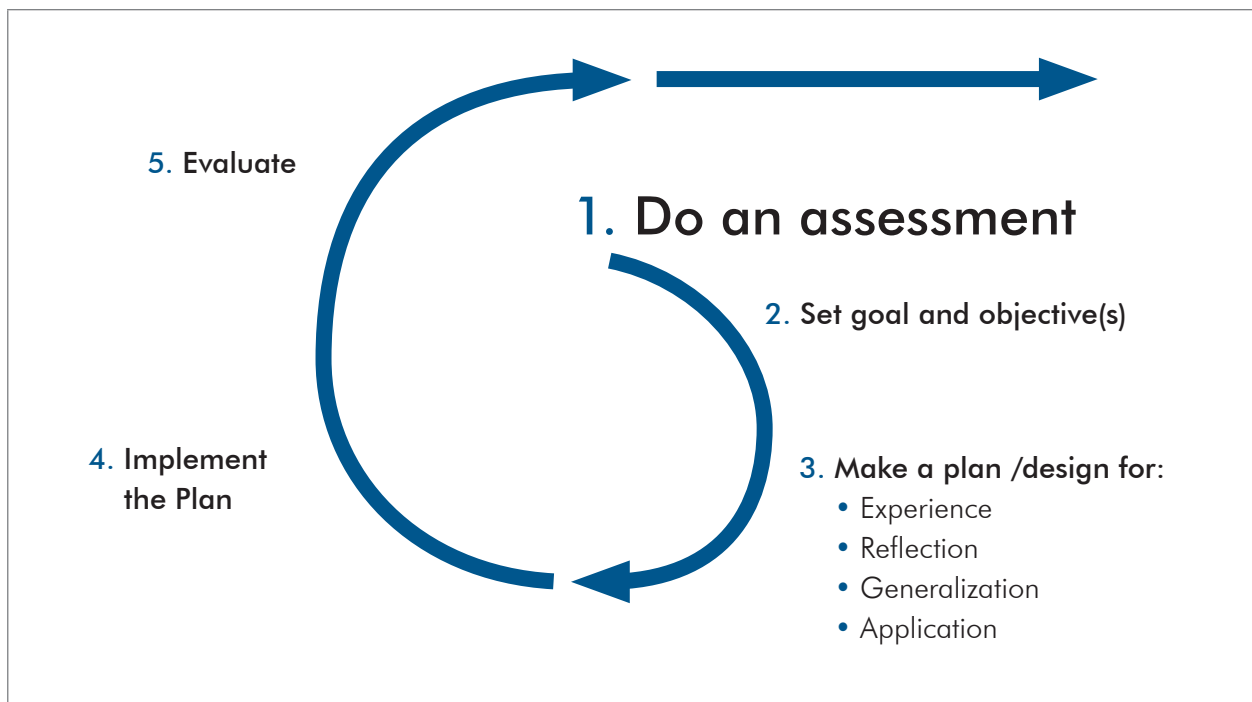 1. Do an assessment
2. Set goal and objective(s)
3. Make a plan /design for:
• Experience
• Reflection
• Generalization
• Application
4. Implement
the Plan
5. Evaluate